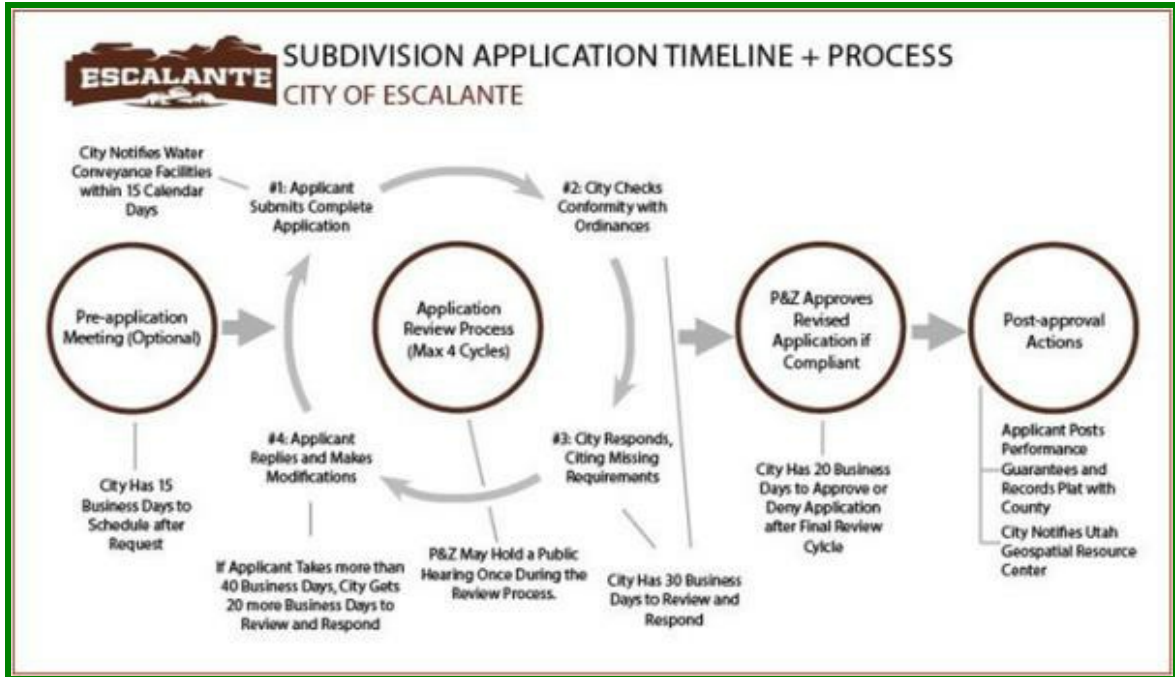 ESCALANTE
SUBDIVISION APPLICATION TIMELINE + PROCESS
CITY OF ESCALANTE
City Notifies Water
Conveyance Facilities
within 15 Calendar
Days
#1: Applicant
Submits Complete
Application
#2: City Checks
Conformity with
Ordinances
Pre-application
Meeting (Optional)
Application
Review Process
(Max 4 Cycles)
P&Z Approves
Revised
Application if
Compliant
Post-approval
Actions
#4: Applicant
Replies and Makes
Modifications
#3: City Responds,
Citing Missing
Requirements
City Has 15
Business Days to
Schedule after
Request
If Applicant Takes more than
40 Business Days, City Gets
20 more Business Days to
Review and Respond
P&Z May Hold a Public
Hearing Once During the
Review Process.
City Has 30 Business
Days to Review and
Respond
City Has 20 Business
Days to Approve or
Deny Application
after Final Review
Cylcle
Applicant Posts
Performance
Guarantees and
Records Plat with
County
City Notifies Utah
Geospatial Resource
Center